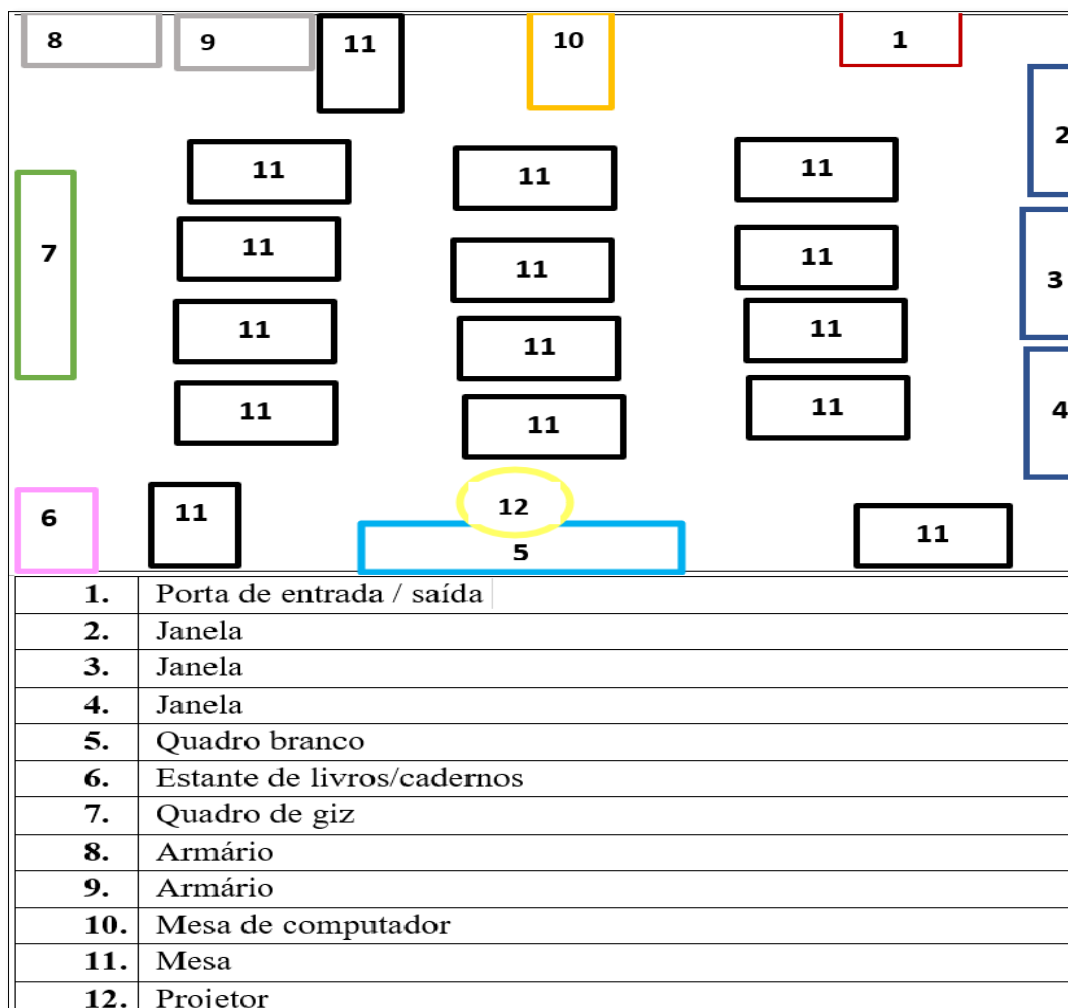 8 9 11 10 1
2
11 11 11
7 11 11 11
3
11 11 11
11 11 11 4
6 11 12 11
5
1. Porta de entrada / saída
2. Janela
3. Janela
4. Janela
5. Quadro branco
6. Estante de livros/cadernos
7. Quadro de giz
8. Armário
9. Armário
10. Mesa de computador
11. Mesa
12. Projetor